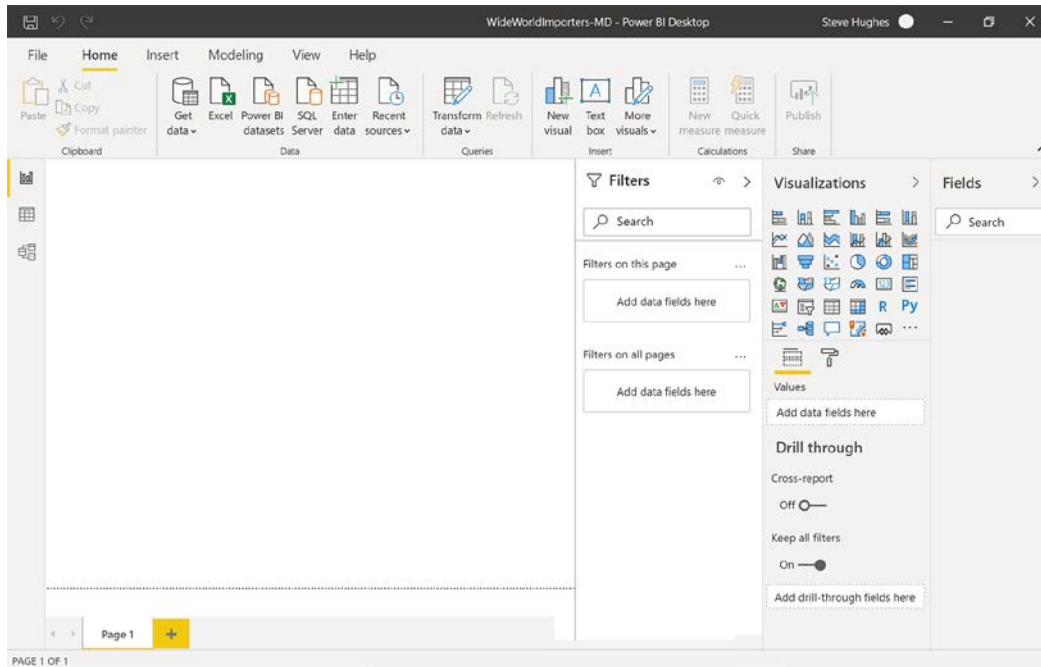 WideWorldImporters-MD - Power BI Desktop
Steve Hughes
File Home Insert Modeling View Help
Paste
Cut
Copy
Format painter
Get data
Excel
Power BI datasets
SQL Server
Enter data
Recent sources
Transform data
Refresh
New visual
Text box
More visuals
New measure
Quick measure
Publish
Clipboard
Data
Queries
Insert
Calculations
Share
Filters
Search
Filters on this page ...
Add data fields here
Filters on all pages ...
Add data fields here
Visualizations
R Py
...
Values
Add data fields here
Drill through
Cross-report
Off
Keep all filters
On
Add drill-through fields here
Fields
Search
Page 1 +
PAGE 1 OF 1